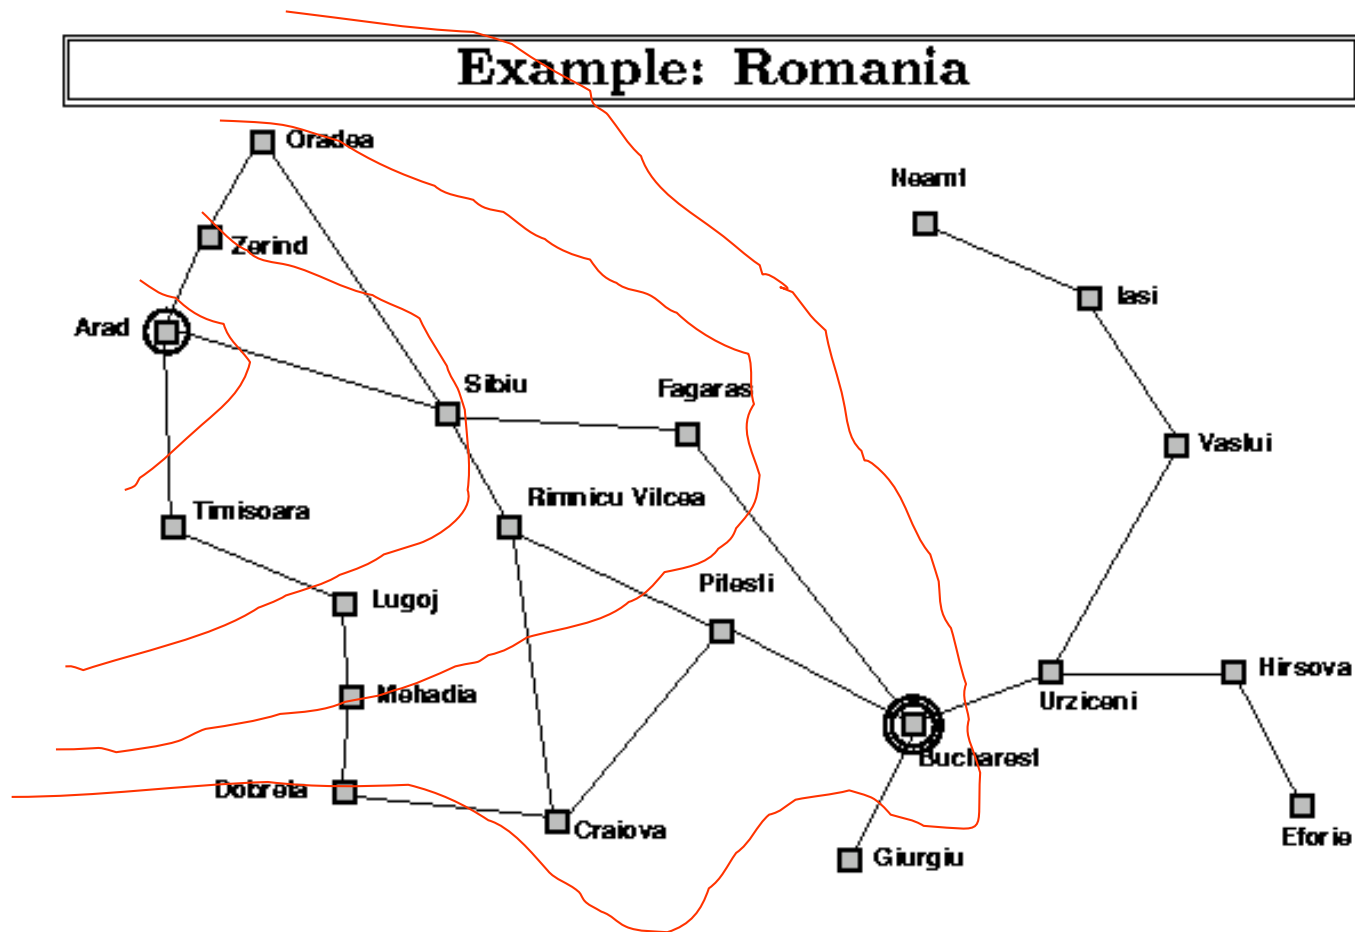 Example: Romania
Oradea
Neamt
Zerind
Iasi
Arad
Sibiu
Fagaras
Vaslui
Rimnicu Vilcea
Timisoara
Pitesti
Lugoj
Hirsova
Mehadia
Urziceni
Bucharest
Dobreta
Craiova
Eforie
Giurgiu